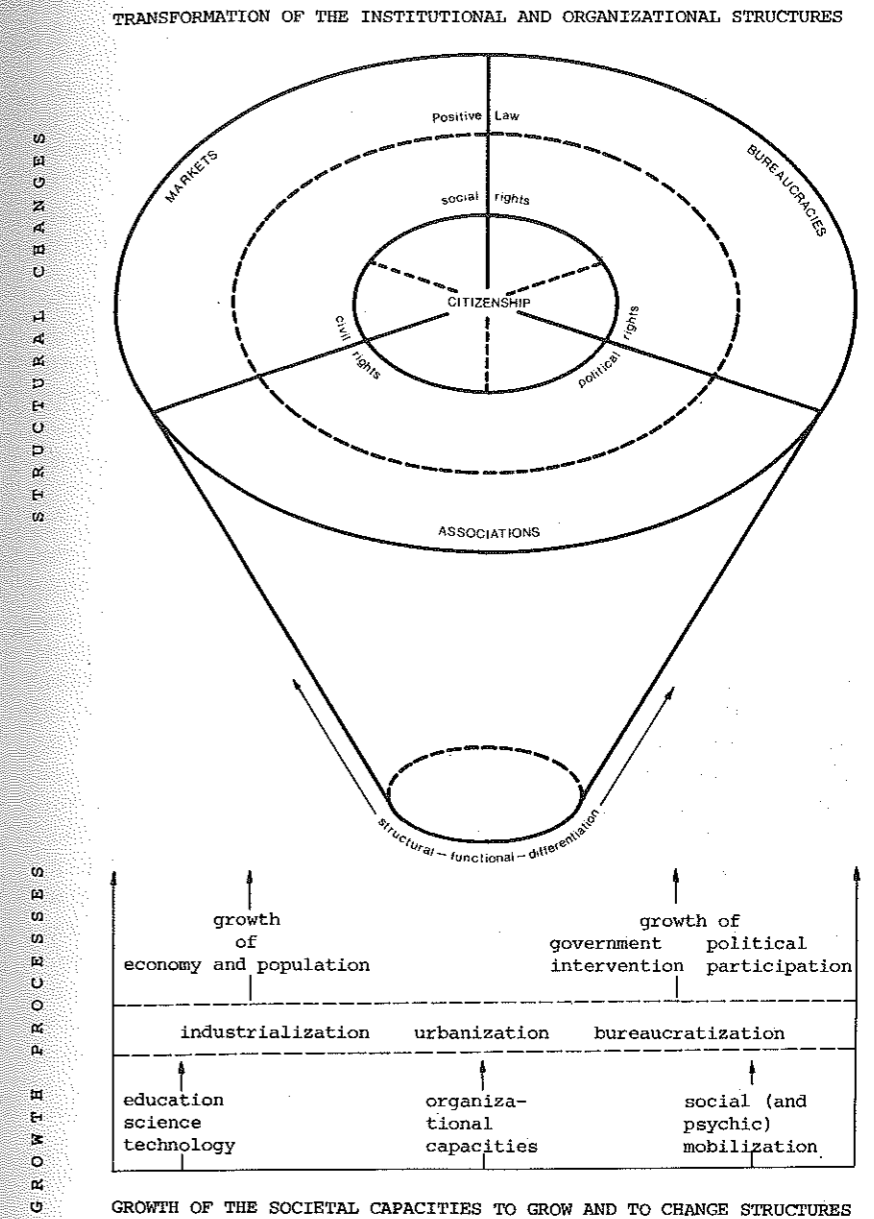 TRANSFORMATION OF THE INSTITUTIONAL AND ORGANIZATIONAL STRUCTURES
STRUCTURAL CHANGES
Positive Law
MARKETS
BUREAUCRACIES
social rights
CITIZENSHIP
civil rights
political rights
ASSOCIATIONS
structural – functional – differentiation
GROWTH PROCESSES
growth
of
economy and population
growth of
government political
intervention participation
industrialization urbanization bureaucratization
education
science
technology
organiza-
tional
capacities
social (and
psychic)
mobilization
GROWTH OF THE SOCIETAL CAPACITIES TO GROW AND TO CHANGE STRUCTURES